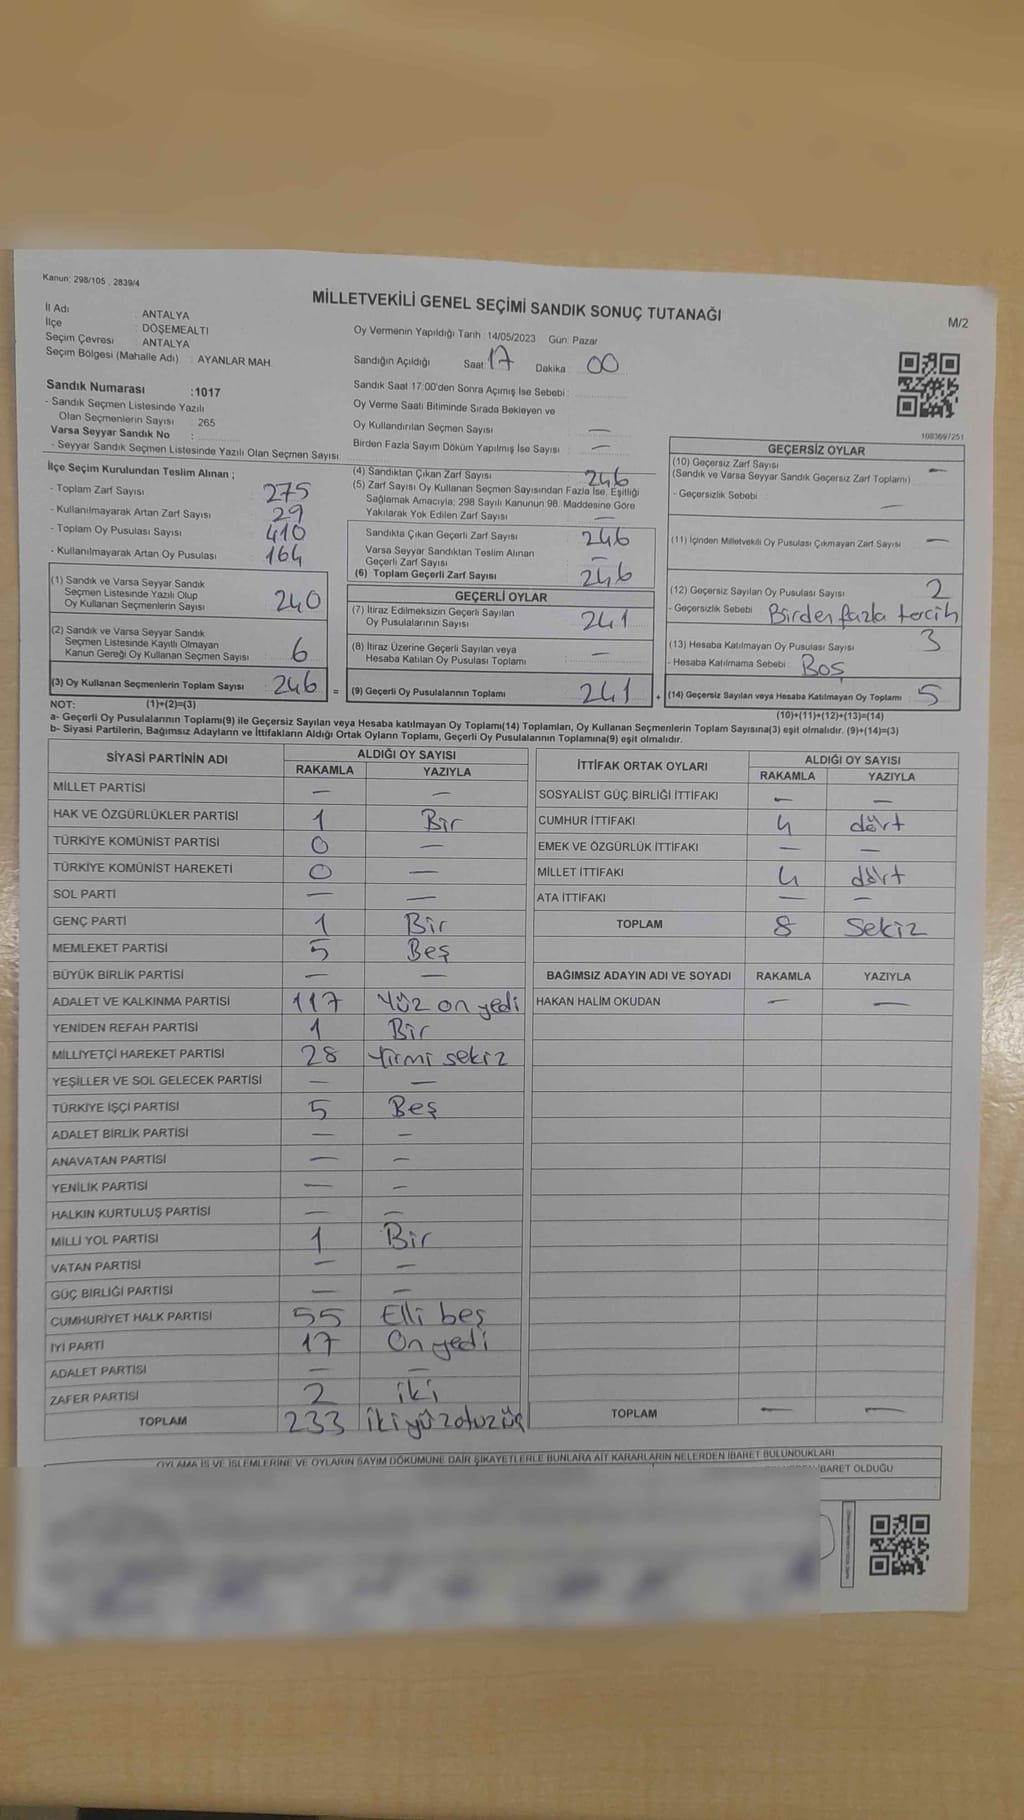 Kanun; 298/105 , 2839/4
MİLLETVEKİLİ GENEL SEÇİMİ SANDIK SONUÇ TUTANAĞI
M/2
İl Adı : ANTALYA
İlçe : DÖŞEMEALTI
Seçim Çevresi : ANTALYA
Seçim Bölgesi (Mahalle Adı) : AYANLAR MAH.
Oy Vermenin Yapıldığı Tarih :14/05/2023 Gün: Pazar
Sandığın Açıldığı Saat: 17 Dakika : 00
Sandık Saat 17:00'den Sonra Açımış İse Sebebi :
Oy Verme Saati Bitiminde Sırada Bekleyen ve
Oy Kullandırılan Seçmen Sayısı : —
Birden Fazla Sayım Döküm Yapılmış İse Sayısı : —
Sandık Numarası :1017
- Sandık Seçmen Listesinde Yazılı
Olan Seçmenlerin Sayısı : 265
Varsa Seyyar Sandık No :
- Seyyar Sandık Seçmen Listesinde Yazılı Olan Seçmen Sayısı:
1083697251
İlçe Seçim Kurulundan Teslim Alınan ;
- Toplam Zarf Sayısı : 275
- Kullanılmayarak Artan Zarf Sayısı : 29
- Toplam Oy Pusulası Sayısı : 410
- Kullanılmayarak Artan Oy Pusulası : 164
(1) Sandık ve Varsa Seyyar Sandık
Seçmen Listesinde Yazılı Olup
Oy Kullanan Seçmenlerin Sayısı : 240
(2) Sandık ve Varsa Seyyar Sandık
Seçmen Listesinde Kayıtlı Olmayan
Kanun Gereği Oy Kullanan Seçmen Sayısı : 6
(3) Oy Kullanan Seçmenlerin Toplam Sayısı : 246 =
(4) Sandıktan Çıkan Zarf Sayısı : 246
(5) Zarf Sayısı Oy Kullanan Seçmen Sayısından Fazla İse, Eşitliği
Sağlamak Amacıyla; 298 Sayılı Kanunun 98. Maddesine Göre
Yakılarak Yok Edilen Zarf Sayısı : —
Sandıkta Çıkan Geçerli Zarf Sayısı : 246
Varsa Seyyar Sandıktan Teslim Alınan
Geçerli Zarf Sayısı : —
(6) Toplam Geçerli Zarf Sayısı : 246
GEÇERLİ OYLAR
(7) İtiraz Edilmeksizin Geçerli Sayılan
Oy Pusulalarının Sayısı : 241
(8) İtiraz Üzerine Geçerli Sayılan veya
Hesaba Katılan Oy Pusulası Toplamı : —
(9) Geçerli Oy Pusulalarının Toplamı : 241 +
GEÇERSİZ OYLAR
(10) Geçersiz Zarf Sayısı : —
(Sandık ve Varsa Seyyar Sandık Geçersiz Zarf Toplamı)
- Geçersizlik Sebebi : —
(11) İçinden Milletvekili Oy Pusulası Çıkmayan Zarf Sayısı : —
(12) Geçersiz Sayılan Oy Pusulası Sayısı : 2
- Geçersizlik Sebebi : Birden fazla tercih
(13) Hesaba Katılmayan Oy Pusulası Sayısı : 3
- Hesaba Katılmama Sebebi : Boş
(14) Geçersiz Sayılan veya Hesaba Katılmayan Oy Toplamı : 5
NOT: (1)+(2)=(3) (10)+(11)+(12)+(13)=(14)
a- Geçerli Oy Pusulalarının Toplamı(9) ile Geçersiz Sayılan veya Hesaba katılmayan Oy Toplamı(14) Toplamları, Oy Kullanan Seçmenlerin Toplam Sayısına(3) eşit olmalıdır. (9)+(14)=(3)
b- Siyasi Partilerin, Bağımsız Adayların ve İttifakların Aldığı Ortak Oyların Toplamı, Geçerli Oy Pusulalarının Toplamına(9) eşit olmalıdır.
SİYASİ PARTİNİN ADI ALDIĞI OY SAYISI
RAKAMLA YAZIYLA
MİLLET PARTİSİ — —
HAK VE ÖZGÜRLÜKLER PARTİSİ 1 Bir
TÜRKİYE KOMÜNİST PARTİSİ 0 —
TÜRKİYE KOMÜNİST HAREKETİ 0 —
SOL PARTİ — —
GENÇ PARTİ 1 Bir
MEMLEKET PARTİSİ 5 Beş
BÜYÜK BİRLİK PARTİSİ — —
ADALET VE KALKINMA PARTİSİ 117 Yüz on yedi
YENİDEN REFAH PARTİSİ 1 Bir
MİLLİYETÇİ HAREKET PARTİSİ 28 Yirmi sekiz
YEŞİLLER VE SOL GELECEK PARTİSİ — —
TÜRKİYE İŞÇİ PARTİSİ 5 Beş
ADALET BİRLİK PARTİSİ — —
ANAVATAN PARTİSİ — —
YENİLİK PARTİSİ — —
HALKIN KURTULUŞ PARTİSİ — —
MİLLİ YOL PARTİSİ 1 Bir
VATAN PARTİSİ — —
GÜÇ BİRLİĞİ PARTİSİ — —
CUMHURİYET HALK PARTİSİ 55 Elli beş
İYİ PARTİ 17 On yedi
ADALET PARTİSİ — —
ZAFER PARTİSİ 2 iki
TOPLAM 233 ikiyüzotuzüç
İTTİFAK ORTAK OYLARI ALDIĞI OY SAYISI
RAKAMLA YAZIYLA
SOSYALİST GÜÇ BİRLİĞİ İTTİFAKI — —
CUMHUR İTTİFAKI 4 dört
EMEK VE ÖZGÜRLÜK İTTİFAKI — —
MİLLET İTTİFAKI 4 dört
ATA İTTİFAKI — —
TOPLAM 8 Sekiz
BAĞIMSIZ ADAYIN ADI VE SOYADI RAKAMLA YAZIYLA
HAKAN HALİM OKUDAN — —
TOPLAM — —
OYLAMA İŞ VE İŞLEMLERİNE VE OYLARIN SAYIM DÖKÜMÜNE DAİR ŞİKAYETLERLE BUNLARA AİT KARARLARIN NELERDEN İBARET BULUNDUKLARI
İBARET OLDUĞU